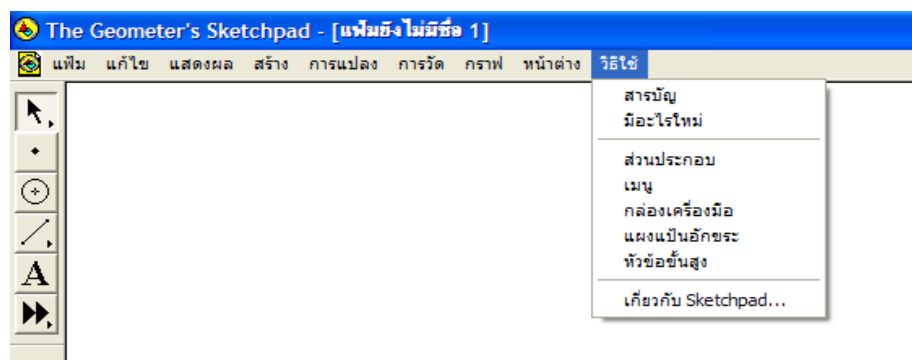 The Geometer's Sketchpad - [แฟ้มยังไม่มีชื่อ 1]
แฟ้ม แก้ไข แสดงผล สร้าง การแปลง การวัด กราฟ หน้าต่าง วิธีใช้
สารบัญ
มีอะไรใหม่
ส่วนประกอบ
เมนู
กล่องเครื่องมือ
แผงแป้นอักขระ
หัวข้อขั้นสูง
เกี่ยวกับ Sketchpad...
A